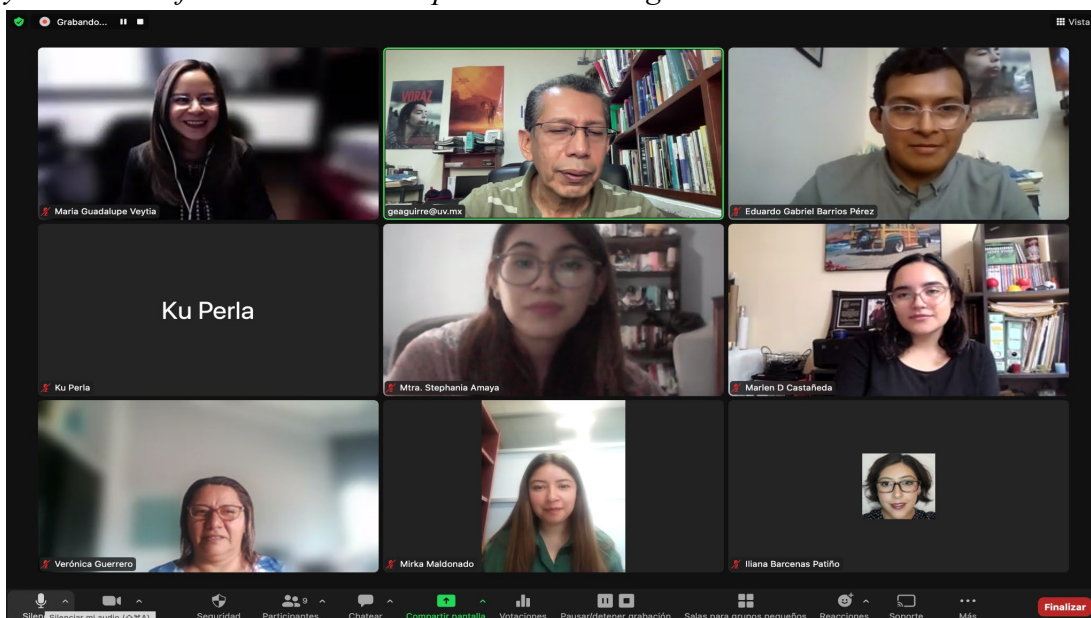 Grabando...
Vista
VORAZ
Maria Guadalupe Veytia
geaguirre@uv.mx
Eduardo Gabriel Barrios Pérez
Ku Perla
Ku Perla
Mtra. Stephania Amaya
Marlen D Castañeda
Verónica Guerrero
Mirka Maldonado
Iliana Barcenas Patiño
Silenciar mi audio (⇧⌘A)
Seguridad
Participantes
9
Chatear
Compartir pantalla
Votaciones
Pausar/detener grabación
Salas para grupos pequeños
Reacciones
Soporte
Más
Finalizar